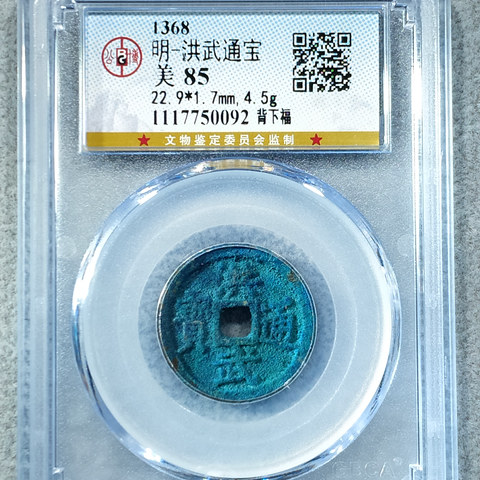 1368
明-洪武通宝
美 85
22.9*1.7mm,4.5g
1117750092 背下福
★ 文物鉴定委员会监制 ★
洪武通寳